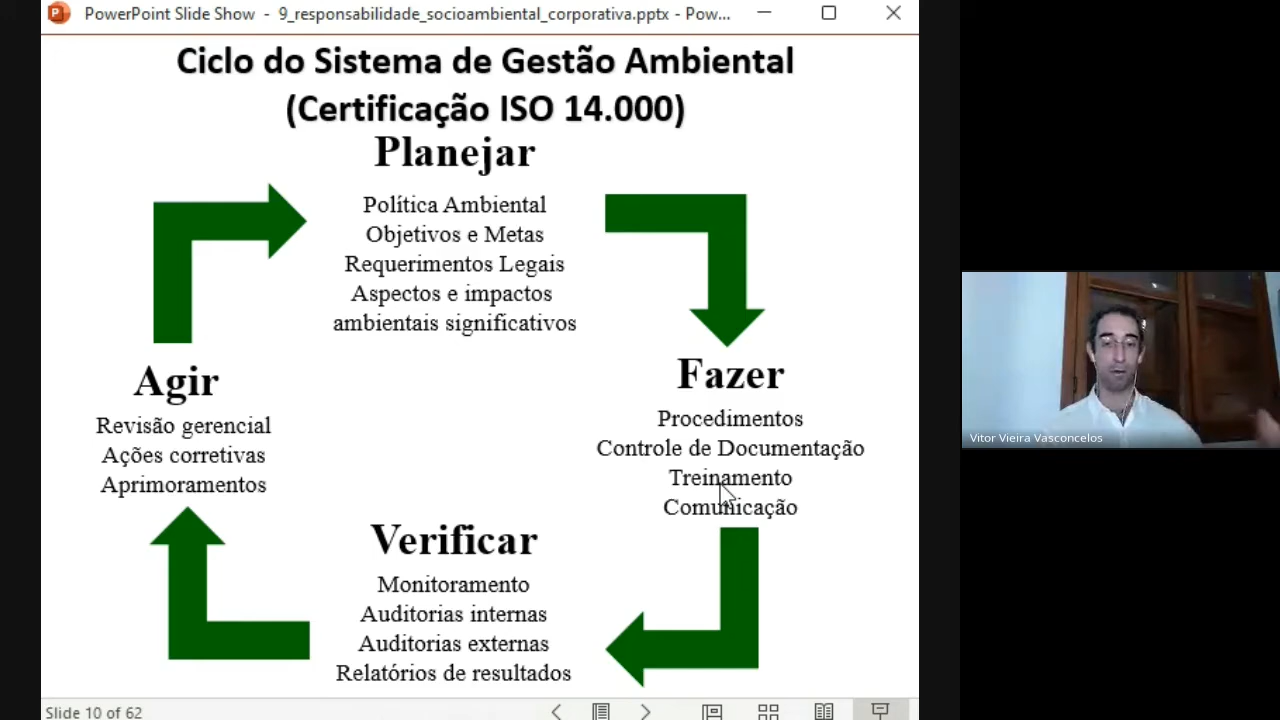 PowerPoint Slide Show - 9_responsabilidade_socioambiental_corporativa.pptx - Pow...
Ciclo do Sistema de Gestão Ambiental
(Certificação ISO 14.000)
Planejar
Política Ambiental
Objetivos e Metas
Requerimentos Legais
Aspectos e impactos
ambientais significativos
Fazer
Procedimentos
Controle de Documentação
Treinamento
Comunicação
Verificar
Monitoramento
Auditorias internas
Auditorias externas
Relatórios de resultados
Agir
Revisão gerencial
Ações corretivas
Aprimoramentos
Vitor Vieira Vasconcelos
Slide 10 of 62